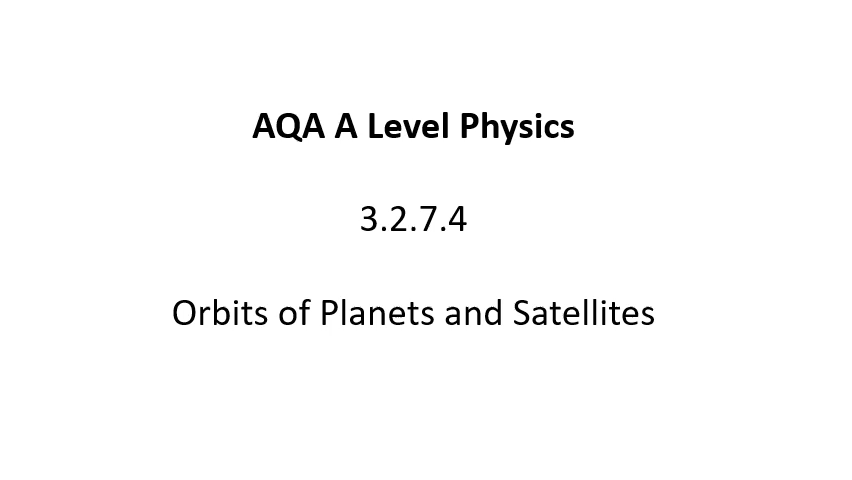 AQA A Level Physics
3.2.7.4
Orbits of Planets and Satellites